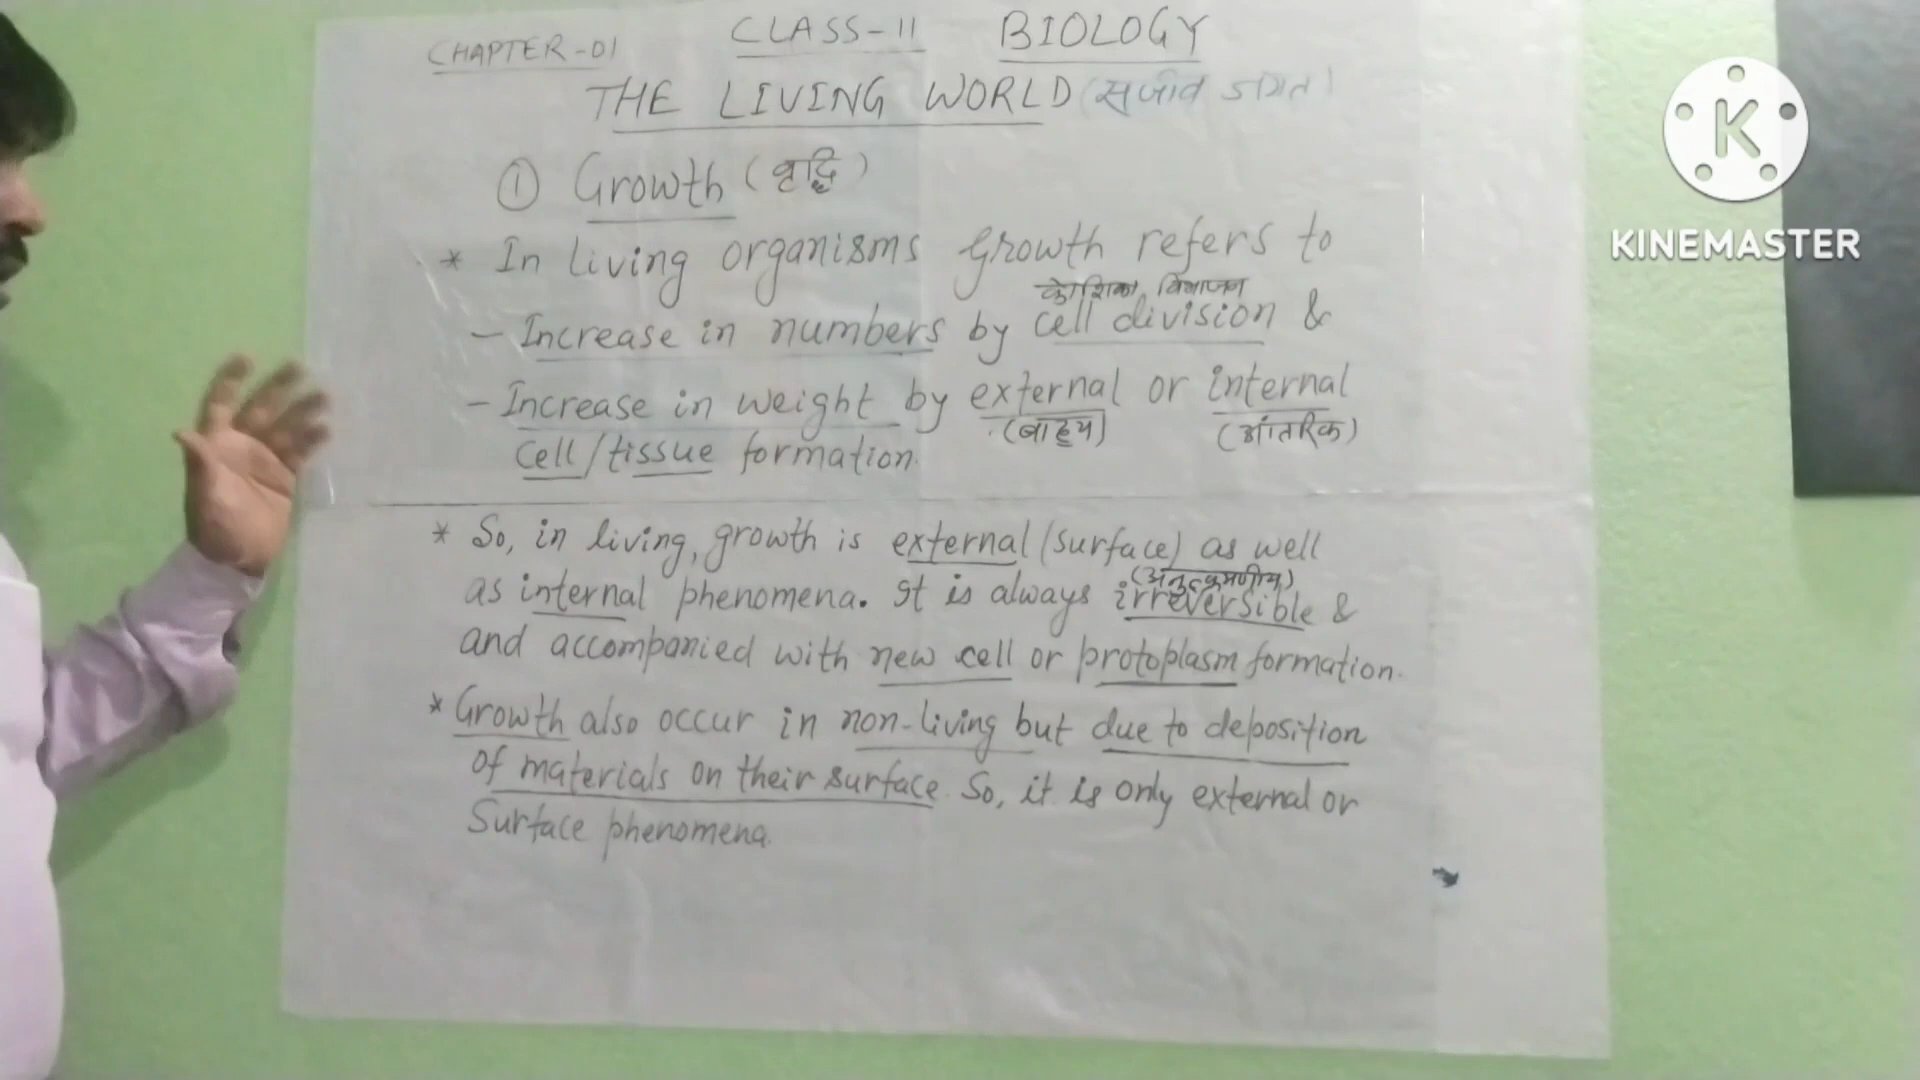 CHAPTER-01 CLASS-11 BIOLOGY
THE LIVING WORLD (सजीव जगत)
① Growth (वृद्धि)
* In living organisms Growth refers to
कोशिका विभाजन
- Increase in numbers by cell division &
- Increase in weight by external or internal
(बाह्य) (आंतरिक)
cell/tissue formation.
* So, in living, growth is external (surface) as well
as internal phenomena. It is always irreversible &
and accompanied with new cell or protoplasm formation.
* Growth also occur in non-living but due to deposition
of materials on their surface. So, it is only external or
Surface phenomena.
K
KINEMASTER